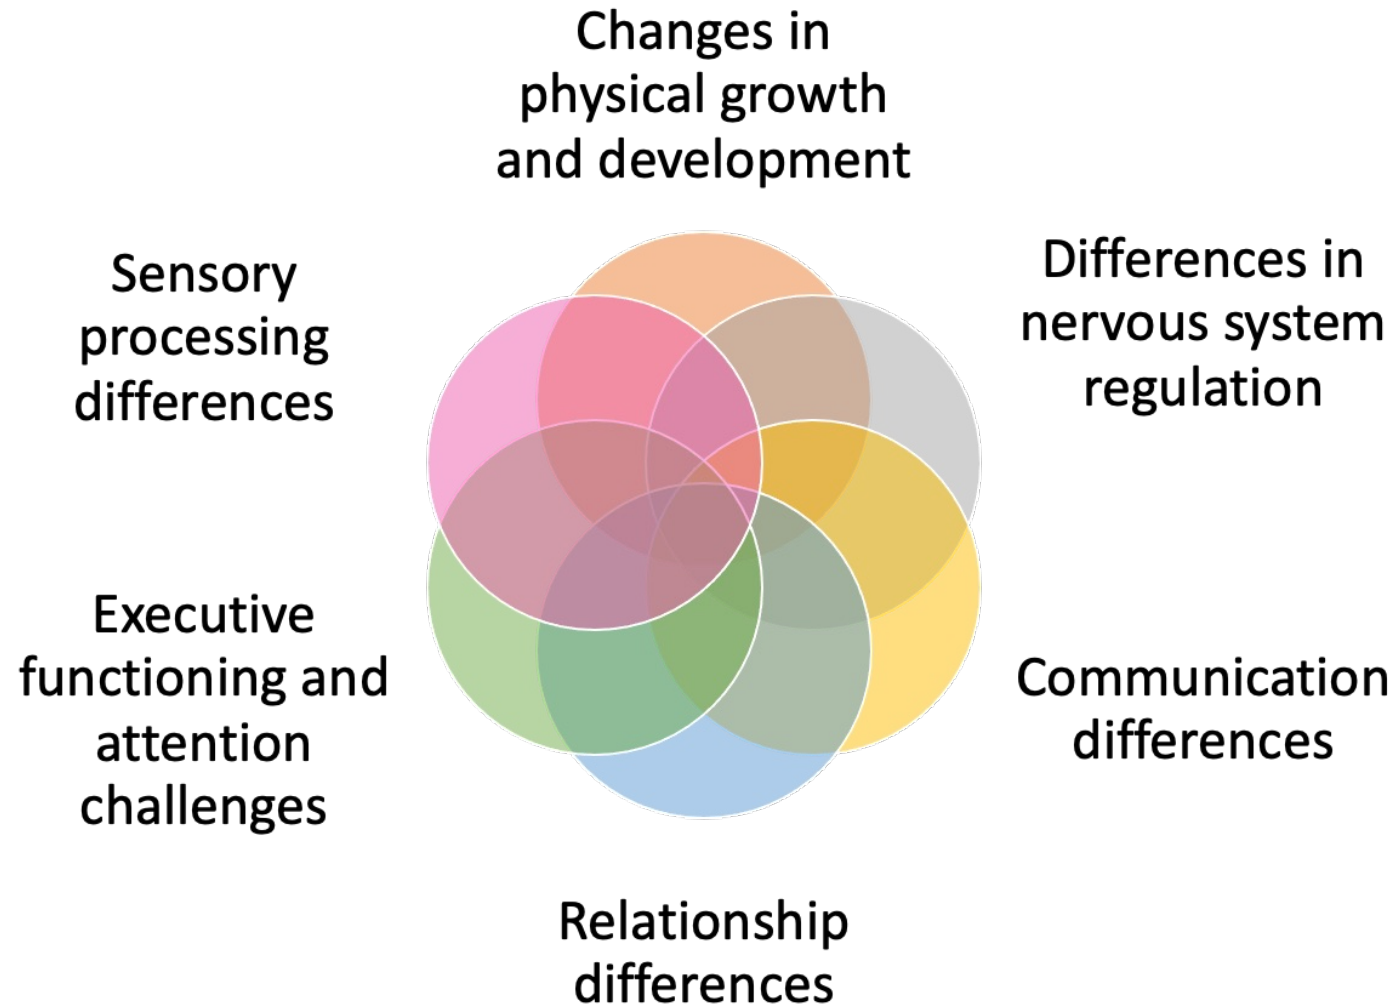 Changes in
physical growth
and development
Sensory
processing
differences
Differences in
nervous system
regulation
Executive
functioning and
attention
challenges
Communication
differences
Relationship
differences